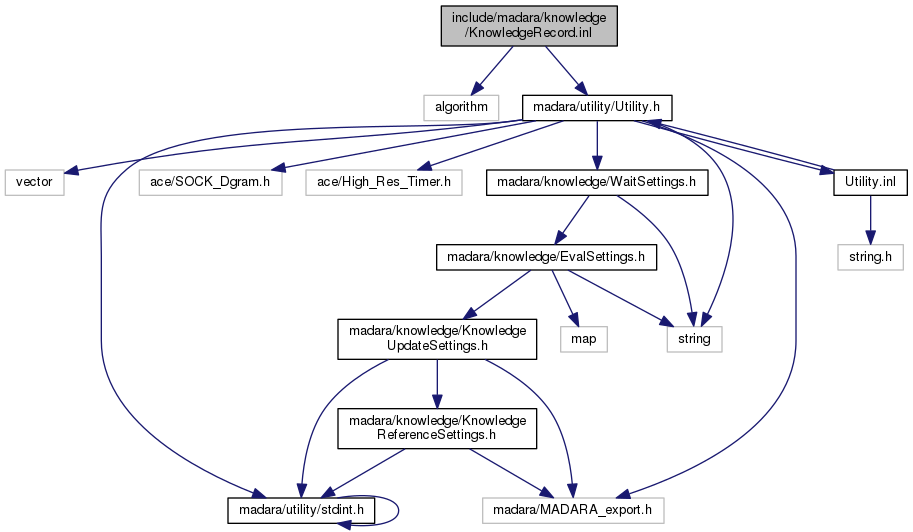 include/madara/knowledge
/KnowledgeRecord.inl
algorithm
madara/utility/Utility.h
vector
ace/SOCK_Dgram.h
ace/High_Res_Timer.h
madara/knowledge/WaitSettings.h
Utility.inl
madara/knowledge/EvalSettings.h
string.h
madara/knowledge/Knowledge
UpdateSettings.h
map
string
madara/knowledge/Knowledge
ReferenceSettings.h
madara/utility/stdint.h
madara/MADARA_export.h